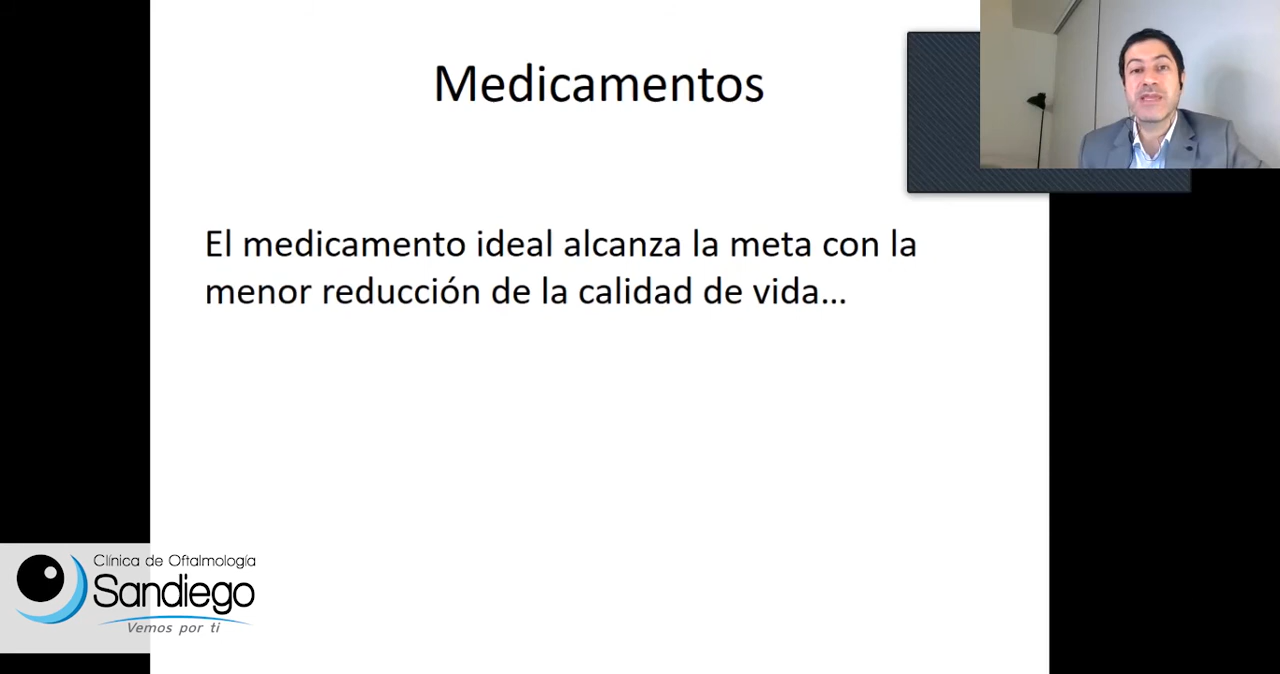 Medicamentos
El medicamento ideal alcanza la meta con la
menor reducción de la calidad de vida...
Clínica de Oftalmología
Sandiego
Vemos por ti